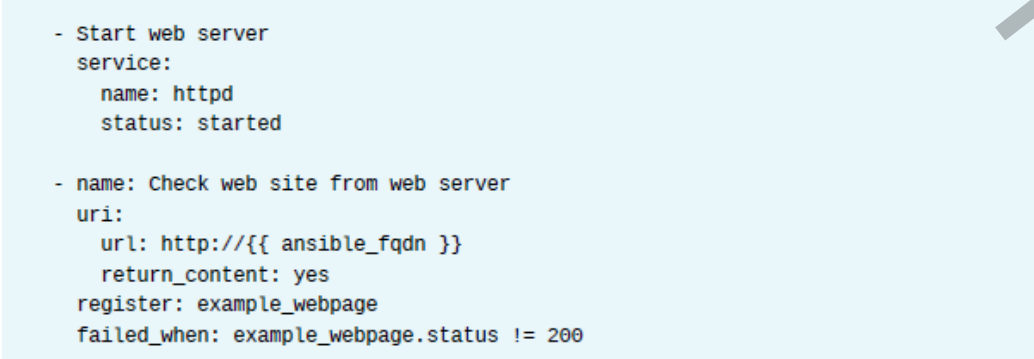 - Start web server
service:
name: httpd
status: started
- name: Check web site from web server
uri:
url: http://{{ ansible_fqdn }}
return_content: yes
register: example_webpage
failed_when: example_webpage.status != 200